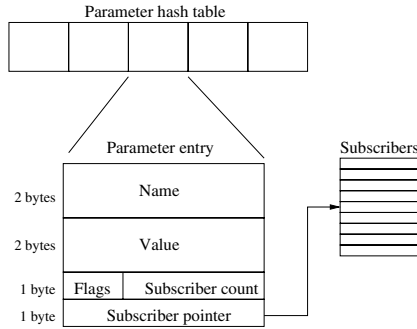 Parameter hash table
Parameter entry
Subscribers
2 bytes
Name
2 bytes
Value
1 byte
Flags
Subscriber count
1 byte
Subscriber pointer